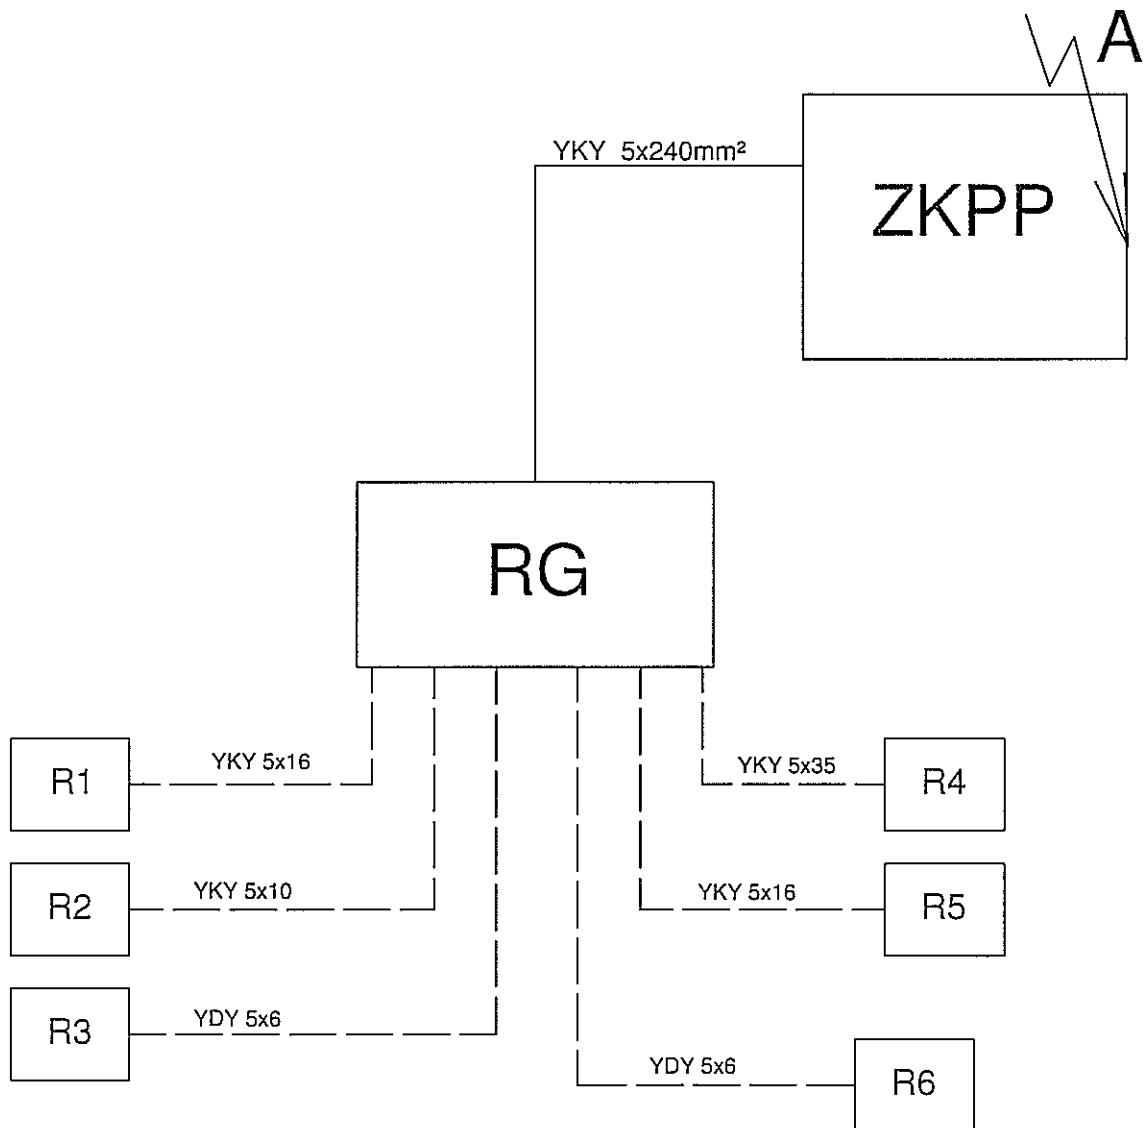 A
YKY 5x240mm²
ZKPP
RG
YKY 5x16
R1
YKY 5x35
R4
YKY 5x10
R2
YKY 5x16
R5
YDY 5x6
R3
YDY 5x6
R6